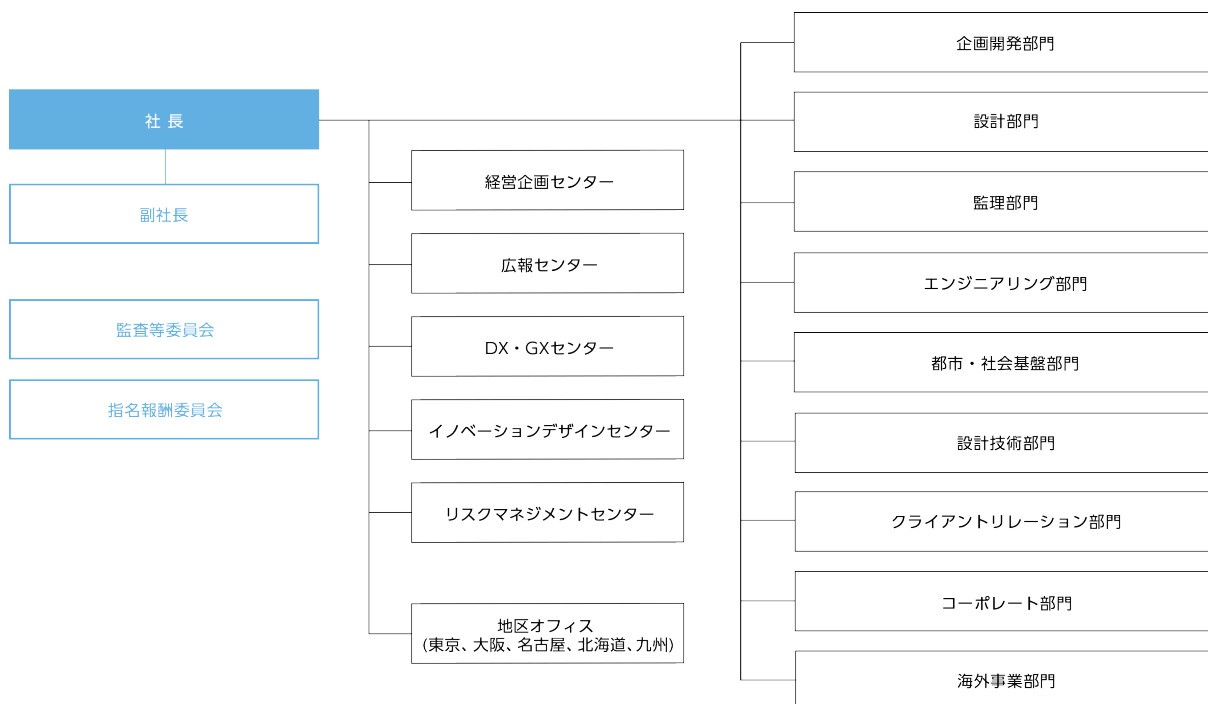 社 長
副社長
監査等委員会
指名報酬委員会
経営企画センター
広報センター
DX・GXセンター
イノベーションデザインセンター
リスクマネジメントセンター
地区オフィス
(東京、大阪、名古屋、北海道、九州)
企画開発部門
設計部門
監理部門
エンジニアリング部門
都市・社会基盤部門
設計技術部門
クライアントリレーション部門
コーポレート部門
海外事業部門